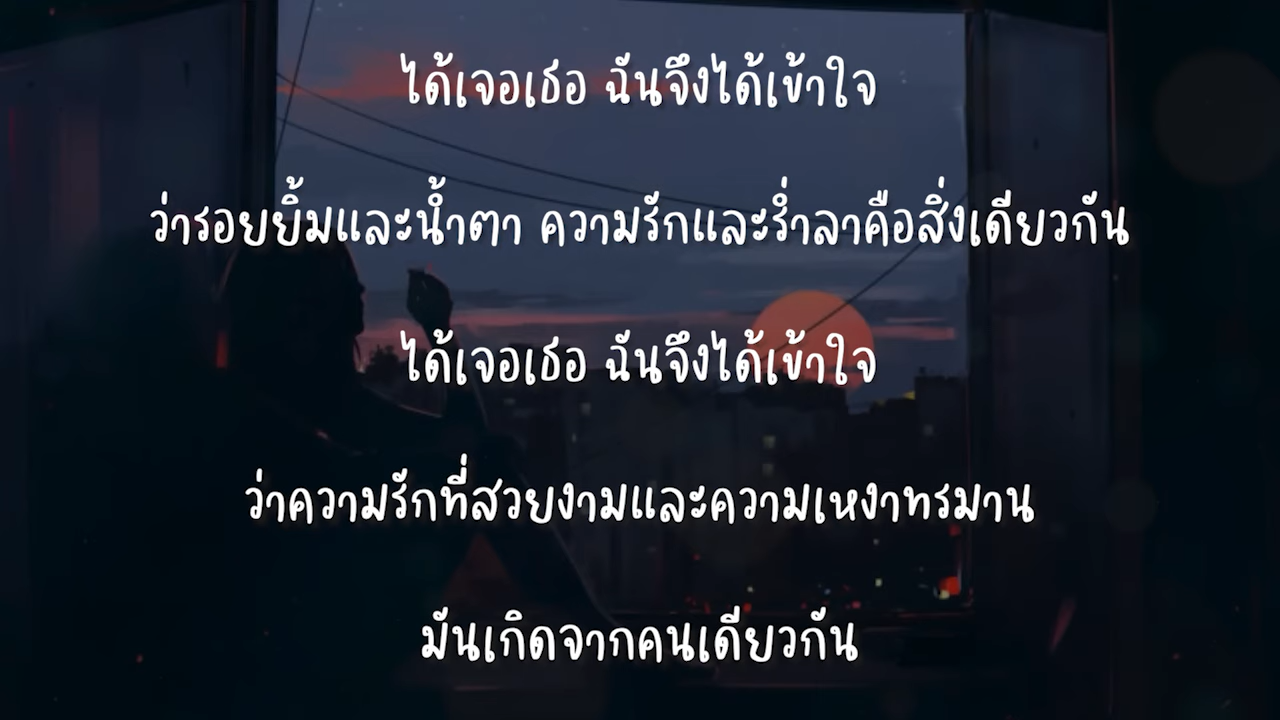 ได้เจอเธอ ฉันจึงได้เข้าใจ
ว่ารอยยิ้มและน้ำตา ความรักและร่ำลาคือสิ่งเดียวกัน
ได้เจอเธอ ฉันจึงได้เข้าใจ
ว่าความรักที่สวยงามและความเหงาทรมาน
มันเกิดจากคนเดียวกัน